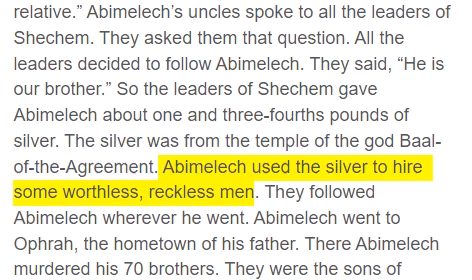 relative.” Abimelech’s uncles spoke to all the leaders of
Shechem. They asked them that question. All the
leaders decided to follow Abimelech. They said, “He is
our brother.” So the leaders of Shechem gave
Abimelech about one and three-fourths pounds of
silver. The silver was from the temple of the god Baal-
of-the-Agreement. Abimelech used the silver to hire
some worthless, reckless men. They followed
Abimelech wherever he went. Abimelech went to
Ophrah, the hometown of his father. There Abimelech
murdered his 70 brothers. They were the sons of